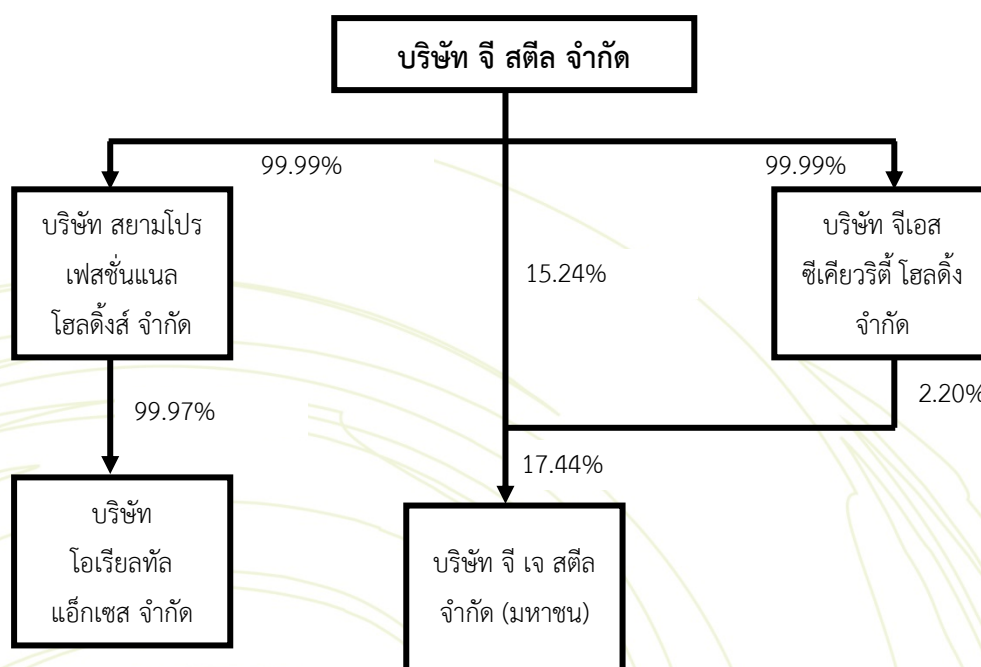 บริษัท จี สตีล จำกัด
99.99%
99.99%
บริษัท สยามโปร
เฟสชั่นแนล
โฮลดิ้งส์ จำกัด
15.24%
บริษัท จีเอส
ซีเคียวริตี้ โฮลดิ้ง
จำกัด
99.97%
2.20%
17.44%
บริษัท
โอเรียลทัล
แอ็กเซส จำกัด
บริษัท จี เจ สตีล
จำกัด (มหาชน)